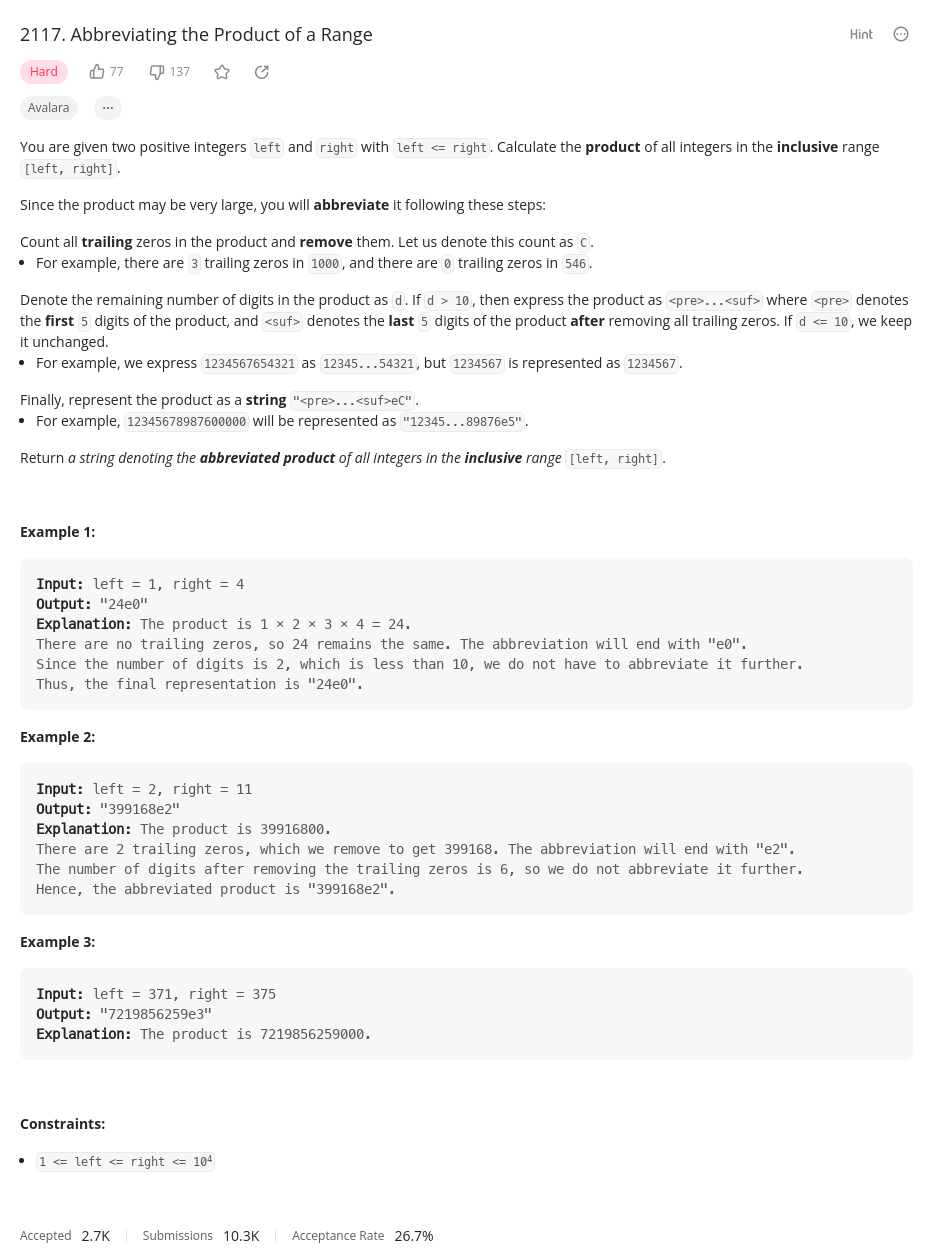 2117. Abbreviating the Product of a Range
Hint
Hard 77 137
Avalara ...
You are given two positive integers left and right with left <= right. Calculate the product of all integers in the inclusive range
[left, right].
Since the product may be very large, you will abbreviate it following these steps:
Count all trailing zeros in the product and remove them. Let us denote this count as C.
• For example, there are 3 trailing zeros in 1000, and there are 0 trailing zeros in 546.
Denote the remaining number of digits in the product as d. If d > 10, then express the product as <pre>...<suf> where <pre> denotes
the first 5 digits of the product, and <suf> denotes the last 5 digits of the product after removing all trailing zeros. If d <= 10, we keep
it unchanged.
• For example, we express 1234567654321 as 12345...54321, but 1234567 is represented as 1234567.
Finally, represent the product as a string "<pre>...<suf>eC".
• For example, 12345678987600000 will be represented as "12345...89876e5".
Return a string denoting the abbreviated product of all integers in the inclusive range [left, right].
Example 1:
Input: left = 1, right = 4
Output: "24e0"
Explanation: The product is 1 × 2 × 3 × 4 = 24.
There are no trailing zeros, so 24 remains the same. The abbreviation will end with "e0".
Since the number of digits is 2, which is less than 10, we do not have to abbreviate it further.
Thus, the final representation is "24e0".
Example 2:
Input: left = 2, right = 11
Output: "399168e2"
Explanation: The product is 39916800.
There are 2 trailing zeros, which we remove to get 399168. The abbreviation will end with "e2".
The number of digits after removing the trailing zeros is 6, so we do not abbreviate it further.
Hence, the abbreviated product is "399168e2".
Example 3:
Input: left = 371, right = 375
Output: "7219856259e3"
Explanation: The product is 7219856259000.
Constraints:
• 1 <= left <= right <= 10⁴
Accepted 2.7K Submissions 10.3K Acceptance Rate 26.7%